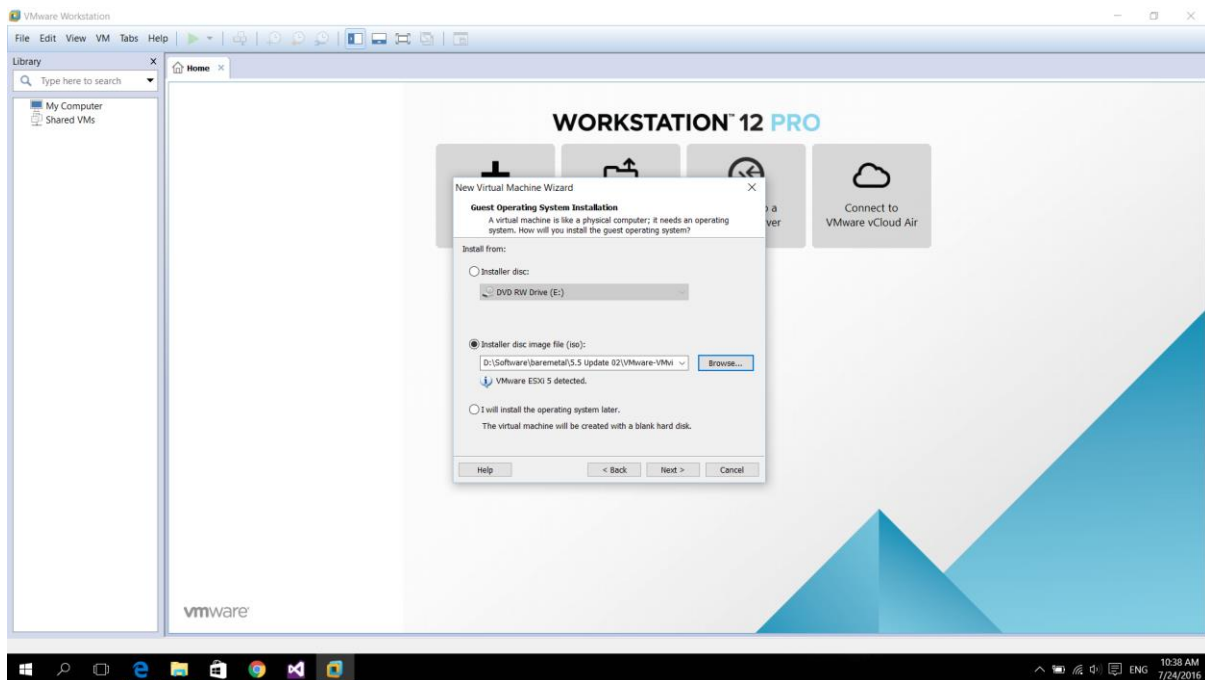 VMware Workstation
File Edit View VM Tabs Help
Library
Type here to search
My Computer
Shared VMs
Home
WORKSTATION™ 12 PRO
a
ver
Connect to
VMware vCloud Air
New Virtual Machine Wizard
Guest Operating System Installation
A virtual machine is like a physical computer; it needs an operating
system. How will you install the guest operating system?
Install from:
Installer disc:
DVD RW Drive (E:)
Installer disc image file (iso):
D:\Software\baremetal\5.5 Update 02\VMware-VMvi
Browse...
VMware ESXi 5 detected.
I will install the operating system later.
The virtual machine will be created with a blank hard disk.
Help < Back Next > Cancel
vmware
ENG
10:38 AM
7/24/2016